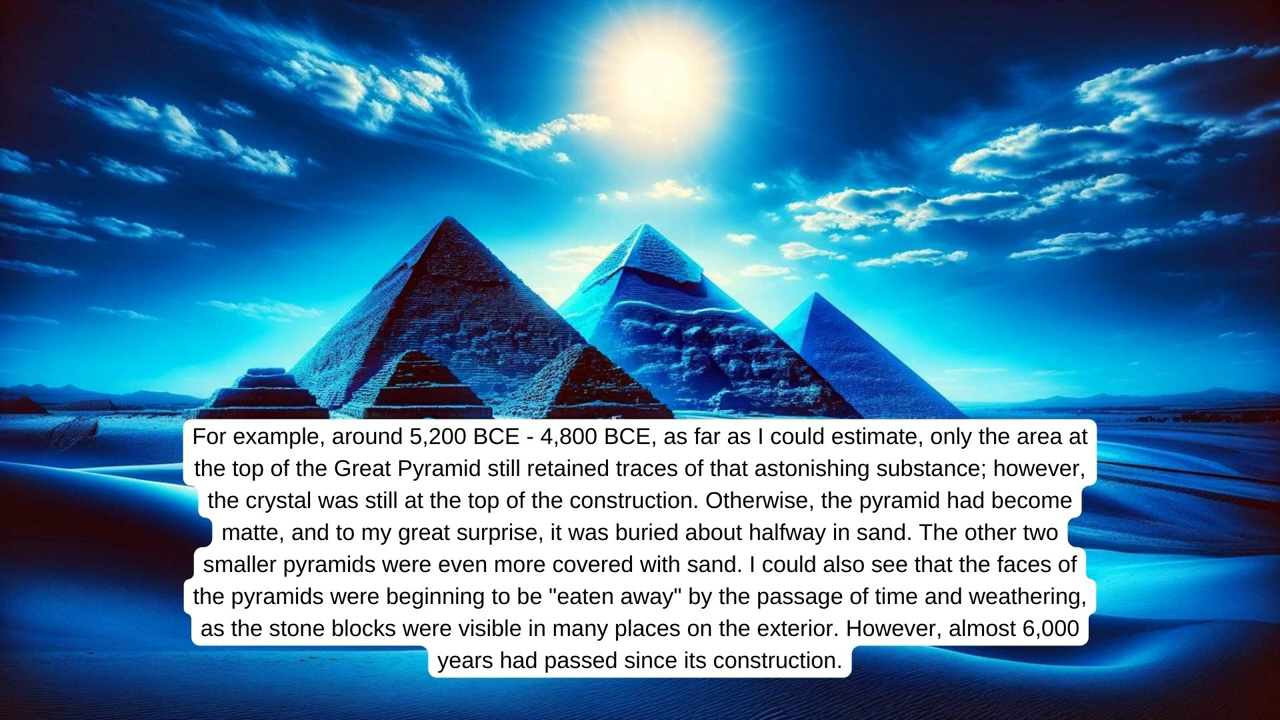 For example, around 5,200 BCE - 4,800 BCE, as far as I could estimate, only the area at
the top of the Great Pyramid still retained traces of that astonishing substance; however,
the crystal was still at the top of the construction. Otherwise, the pyramid had become
matte, and to my great surprise, it was buried about halfway in sand. The other two
smaller pyramids were even more covered with sand. I could also see that the faces of
the pyramids were beginning to be "eaten away" by the passage of time and weathering,
as the stone blocks were visible in many places on the exterior. However, almost 6,000
years had passed since its construction.